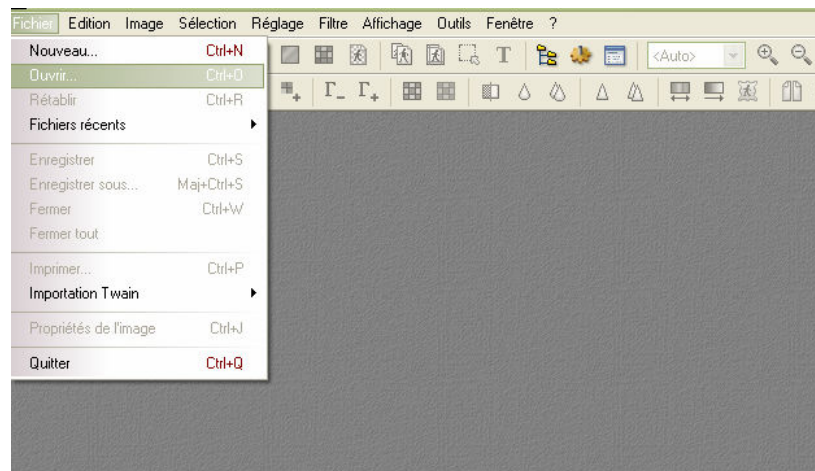 Fichier Edition Image Sélection Réglage Filtre Affichage Outils Fenêtre ?
Nouveau... Ctrl+N
Ouvrir... Ctrl+O
Rétablir Ctrl+R
Fichiers récents
Enregistrer Ctrl+S
Enregistrer sous... Maj+Ctrl+S
Fermer Ctrl+W
Fermer tout
Imprimer... Ctrl+P
Importation Twain
Propriétés de l'image Ctrl+J
Quitter Ctrl+Q
T
<Auto>
Γ- Γ+